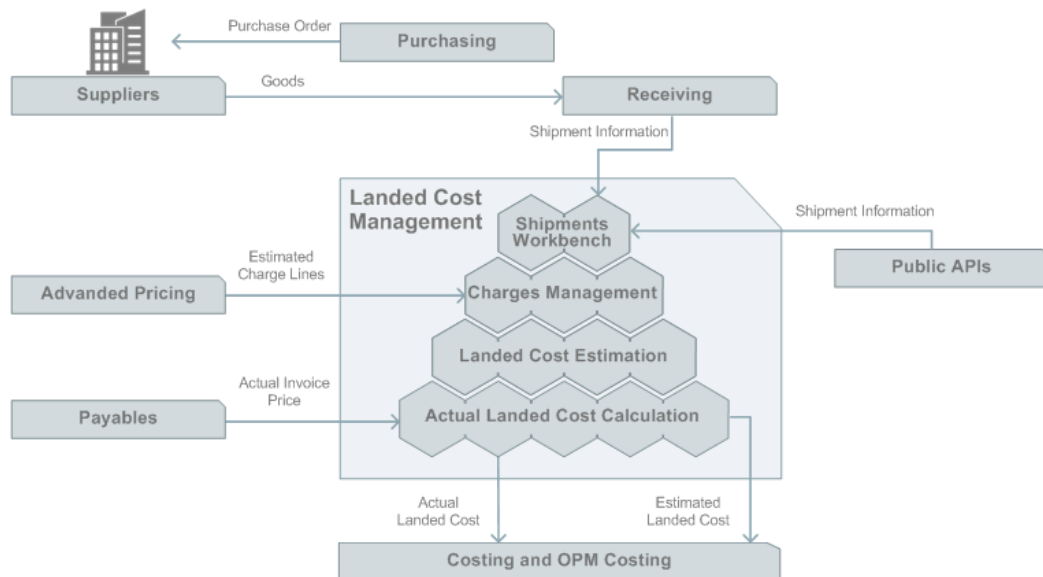 Purchase Order
Purchasing
Suppliers
Goods
Receiving
Shipment Information
Landed Cost
Management
Shipments
Workbench
Shipment Information
Public APIs
Estimated
Charge Lines
Advanded Pricing
Charges Management
Landed Cost Estimation
Actual Invoice
Price
Payables
Actual Landed Cost Calculation
Actual
Landed Cost
Estimated
Landed Cost
Costing and OPM Costing